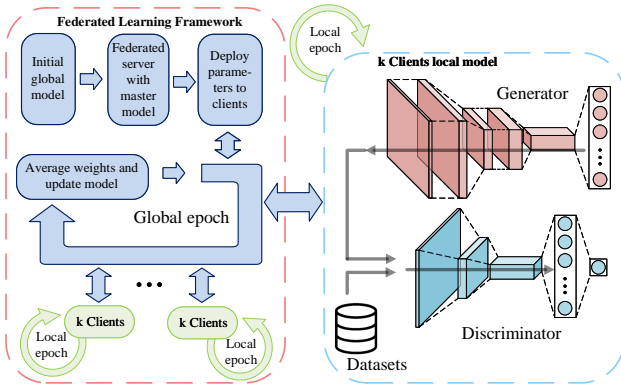 Federated Learning Framework
Initial
global
model
Federated
server
with
master
model
Deploy
parame-
ters to
clients
Average weights and
update model
Global epoch
k Clients
k Clients
Local
epoch
Local
epoch
Local
epoch
k Clients local model
Generator
Discriminator
Datasets